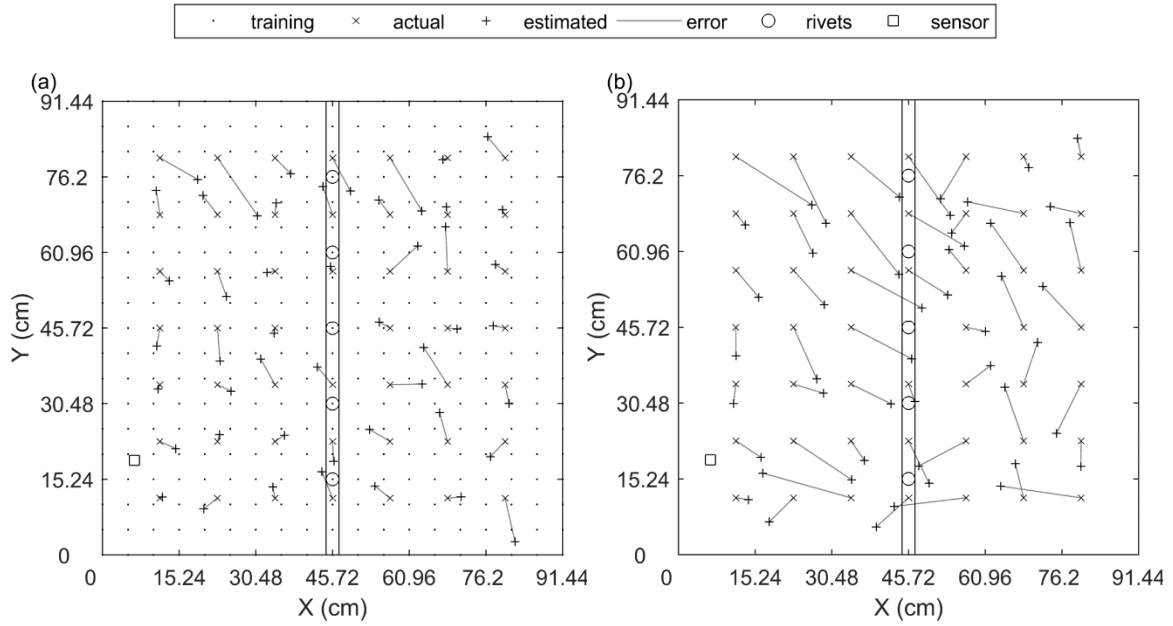 training actual estimated error rivets sensor
(a)
91.44
76.2
60.96
45.72
30.48
15.24
0
Y (cm)
0 15.24 30.48 45.72 60.96 76.2 91.44
X (cm)
(b)
91.44
76.2
60.96
45.72
30.48
15.24
0
Y (cm)
0 15.24 30.48 45.72 60.96 76.2 91.44
X (cm)